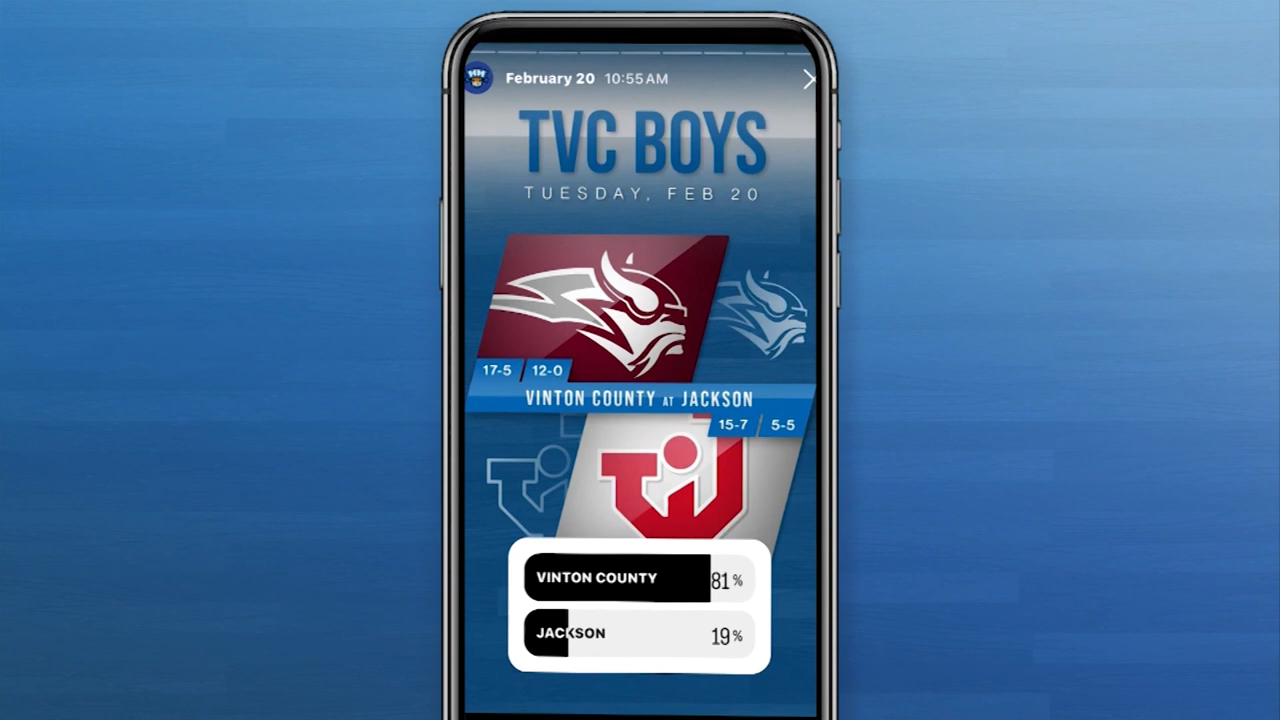 February 20 10:55 AM
TVC BOYS
TUESDAY, FEB 20
17-5 12-0
VINTON COUNTY AT JACKSON
15-7 5-5
VINTON COUNTY 81%
JACKSON 19%